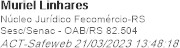 Muriel Linhares
Núcleo Jurídico Fecomércio-RS
Sesc/Senac - OAB/RS 82.504
ACT-Safeweb 21/03/2023 13:48:18